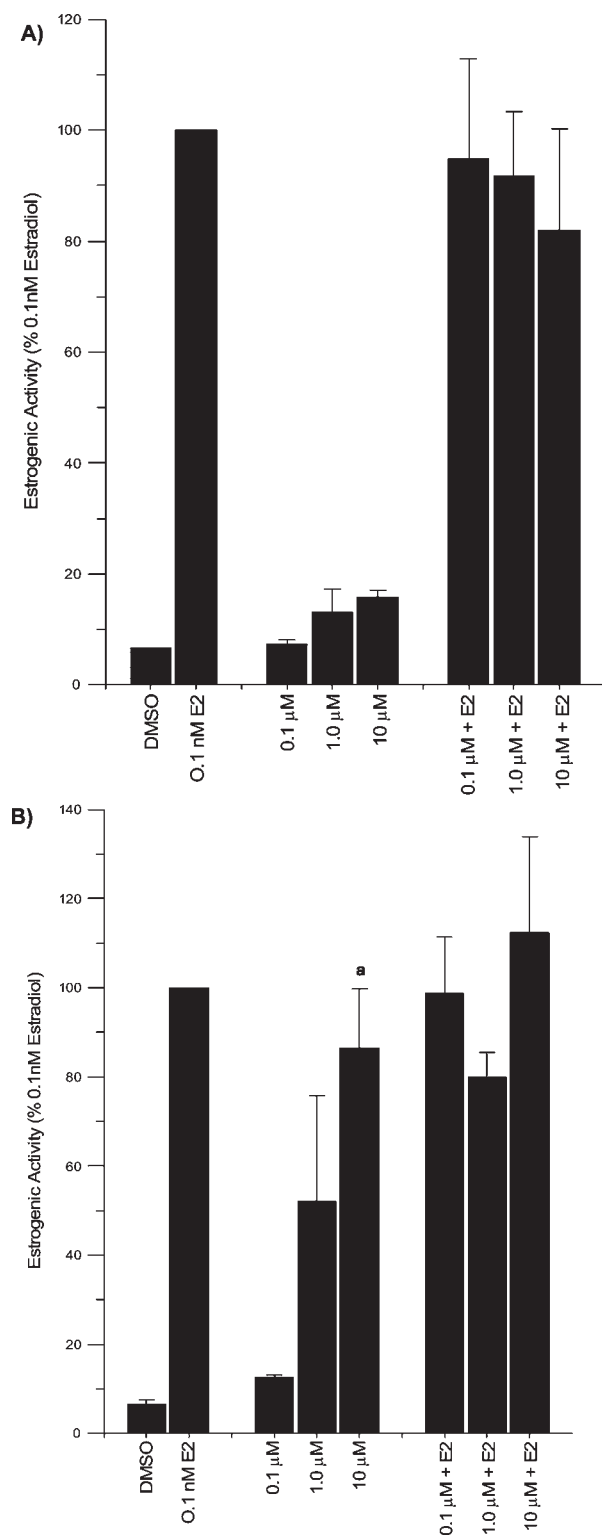 A)
120
100
80
60
40
20
0
Estrogenic Activity (% 0.1nM Estradiol)
DMSO
O.1 nM E2
0.1 µM
1.0 µM
10 µM
0.1 µM + E2
1.0 µM + E2
10 µM + E2
B)
140
120
100
80
60
40
20
0
Estrogenic Activity (% 0.1nM Estradiol)
a
DMSO
O.1 nM E2
0.1 µM
1.0 µM
10 µM
0.1 µM + E2
1.0 µM + E2
10 µM + E2